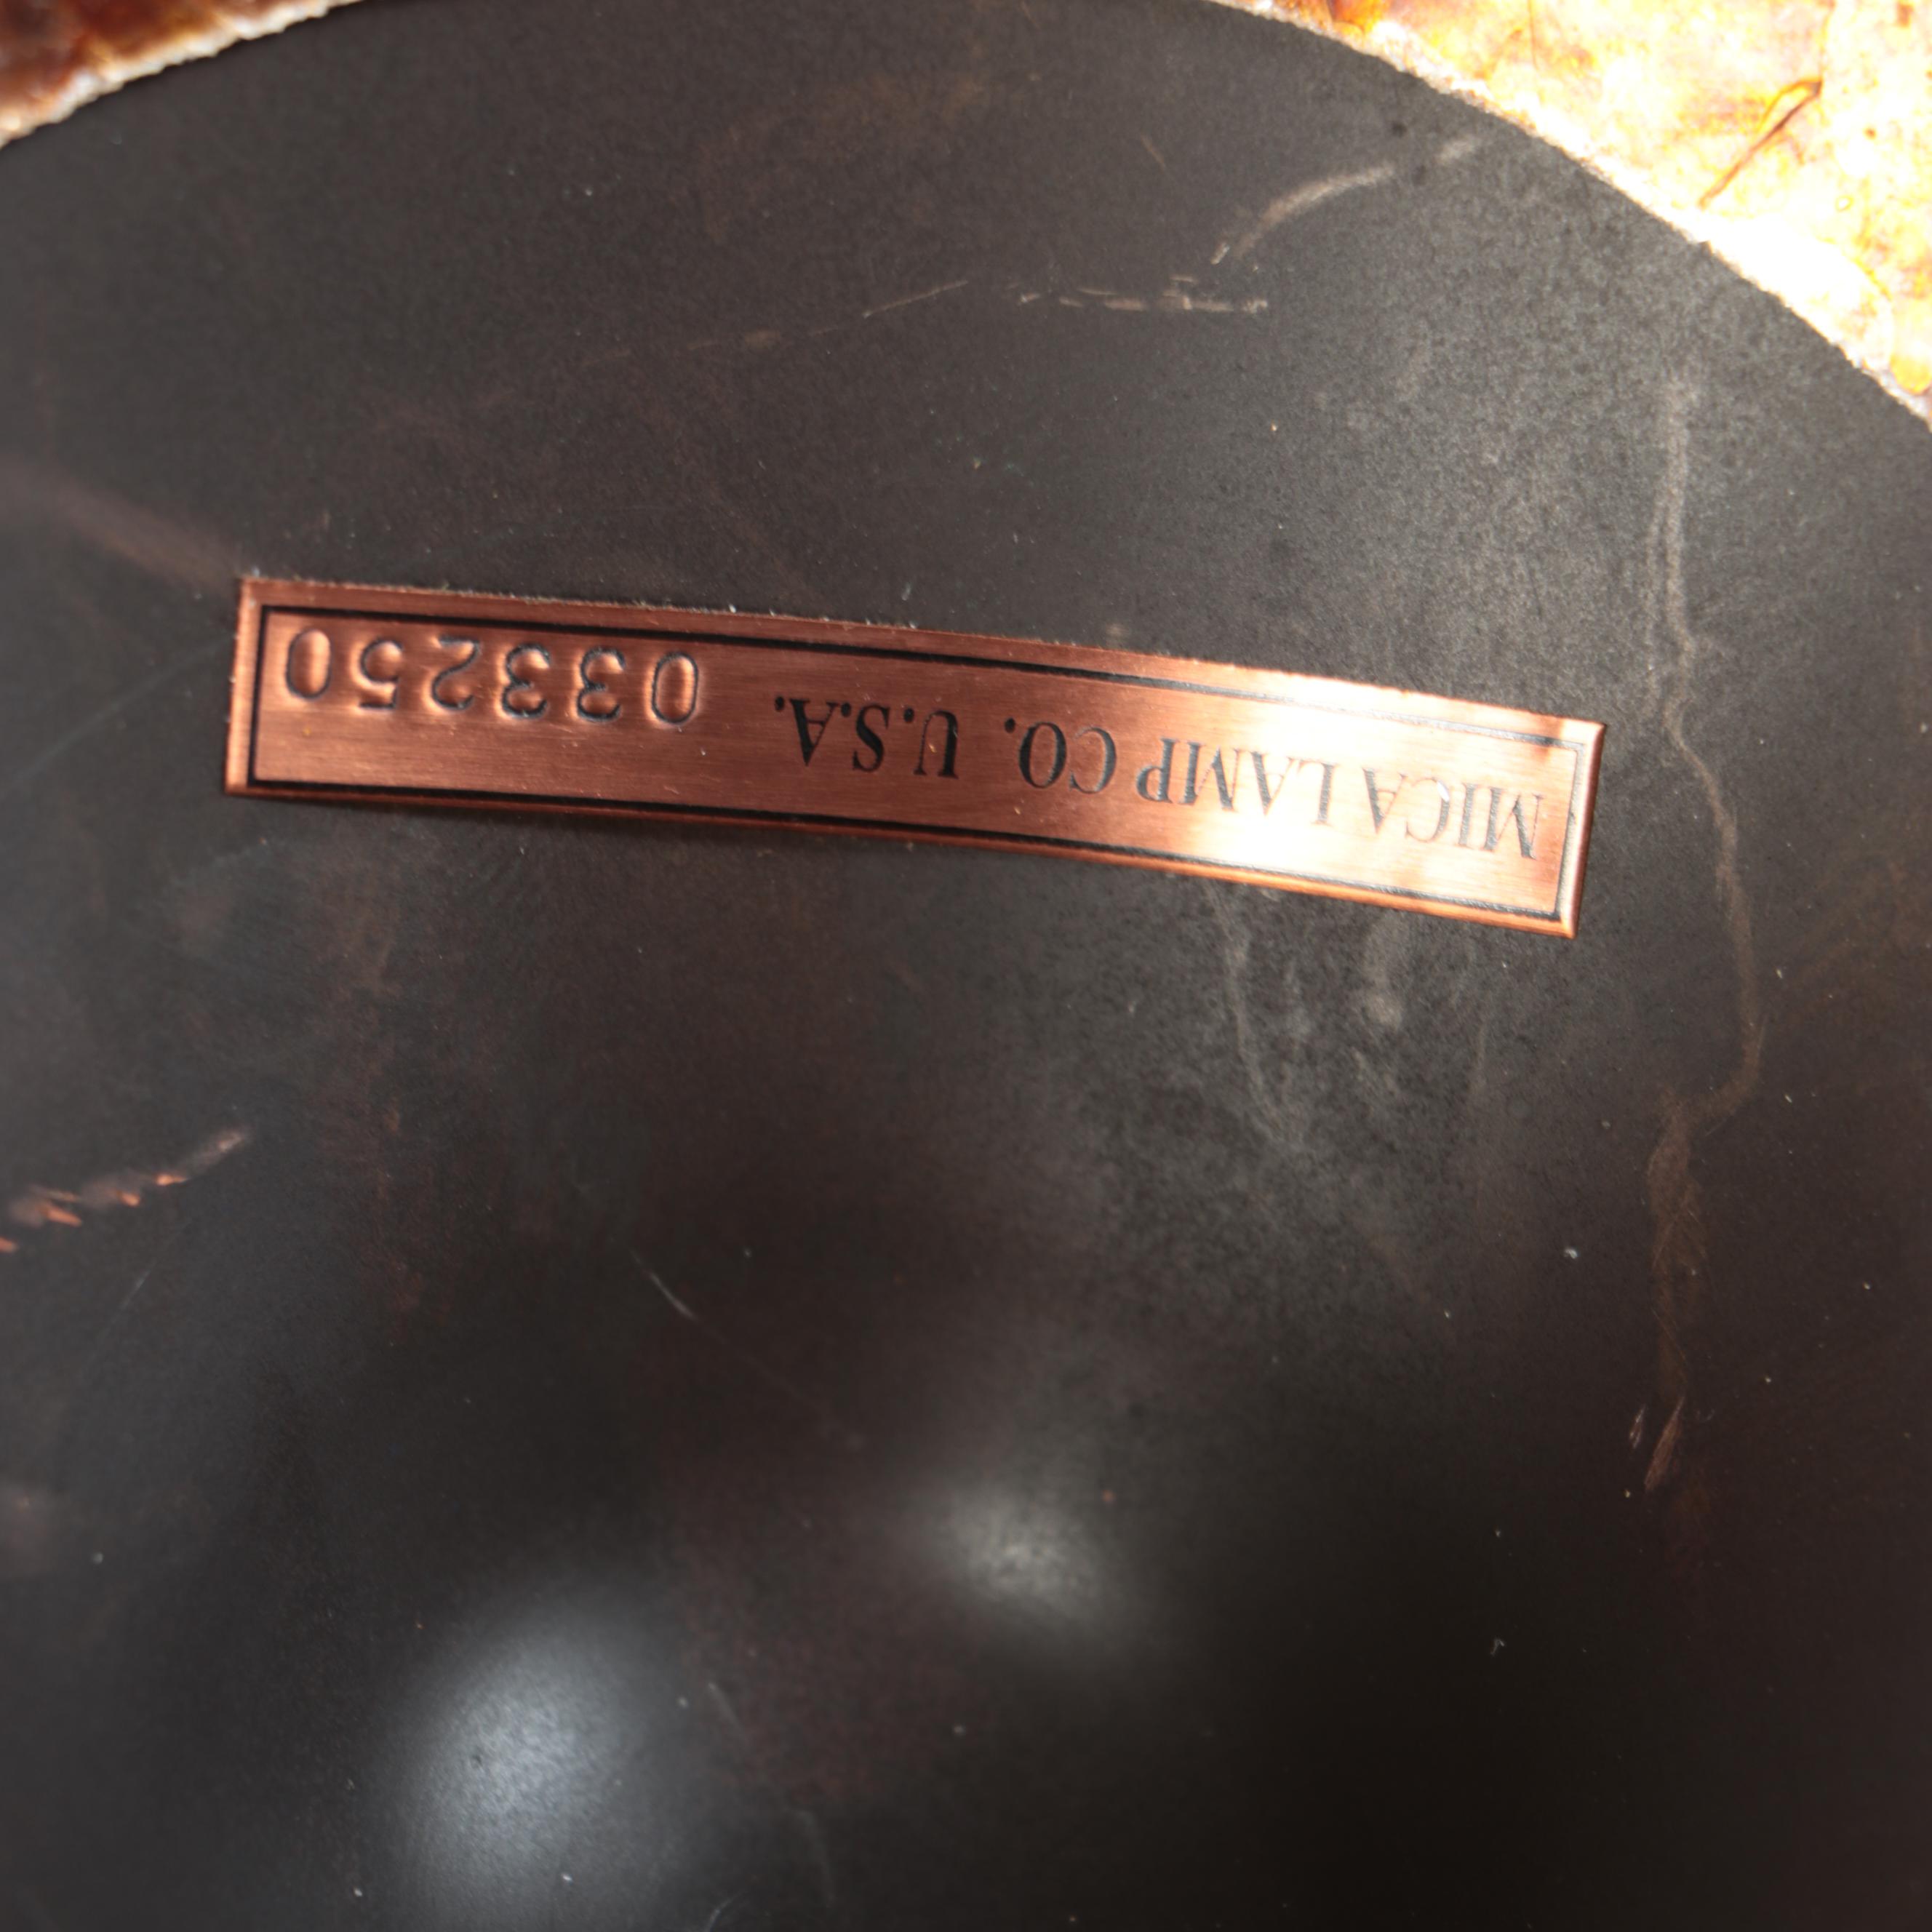 MICA LAMP CO. U.S.A. 033250